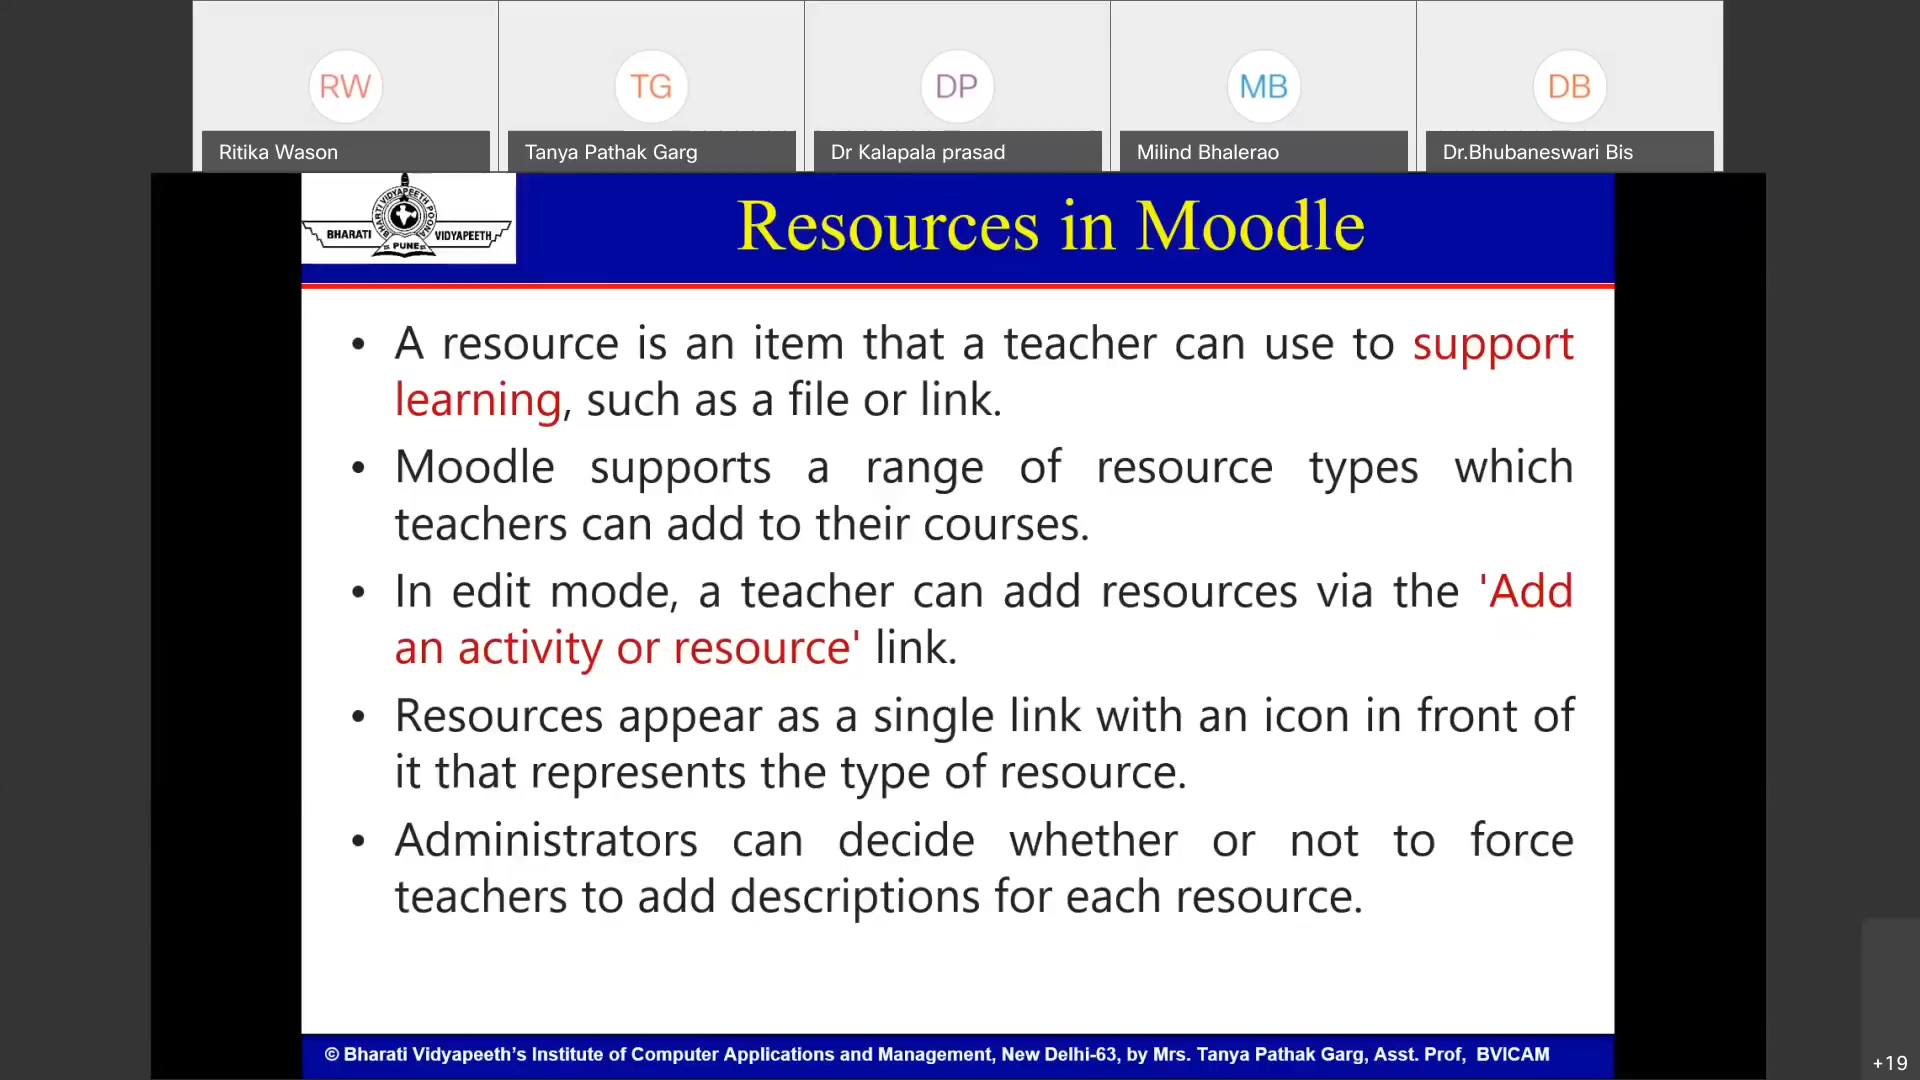 RW
TG
DP
MB
DB
Ritika Wason
Tanya Pathak Garg
Dr Kalapala prasad
Milind Bhalerao
Dr.Bhubaneswari Bis
BHARATI VIDYAPEETH POONA
BHARATI
VIDYAPEETH
PUNE
Resources in Moodle
• A resource is an item that a teacher can use to support
learning, such as a file or link.
• Moodle supports a range of resource types which
teachers can add to their courses.
• In edit mode, a teacher can add resources via the 'Add
an activity or resource' link.
• Resources appear as a single link with an icon in front of
it that represents the type of resource.
• Administrators can decide whether or not to force
teachers to add descriptions for each resource.
© Bharati Vidyapeeth’s Institute of Computer Applications and Management, New Delhi-63, by Mrs. Tanya Pathak Garg, Asst. Prof, BVICAM
+19